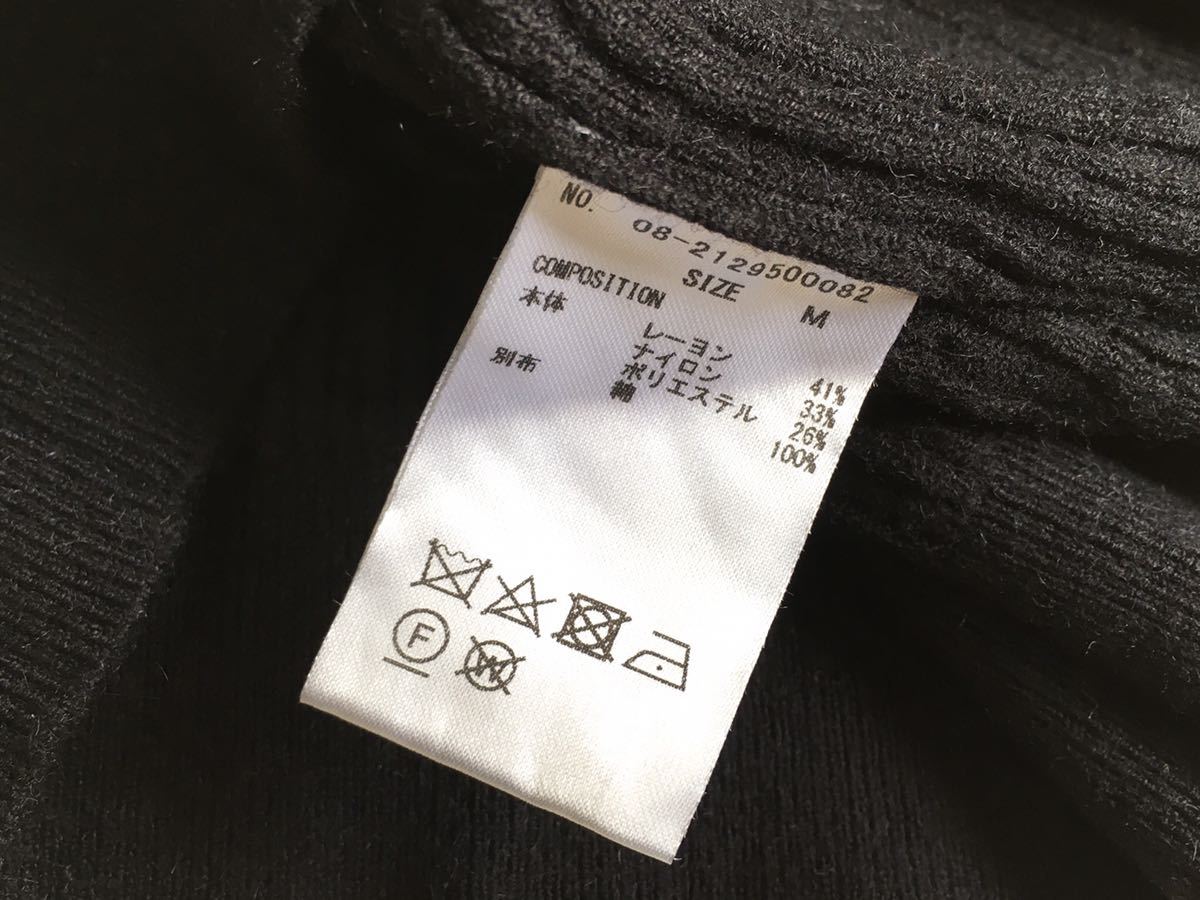 NO.
08-2129500082
SIZE M
COMPOSITION
本体 レーヨン 41%
ナイロン 33%
ポリエステル 26%
別布 綿 100%
F W